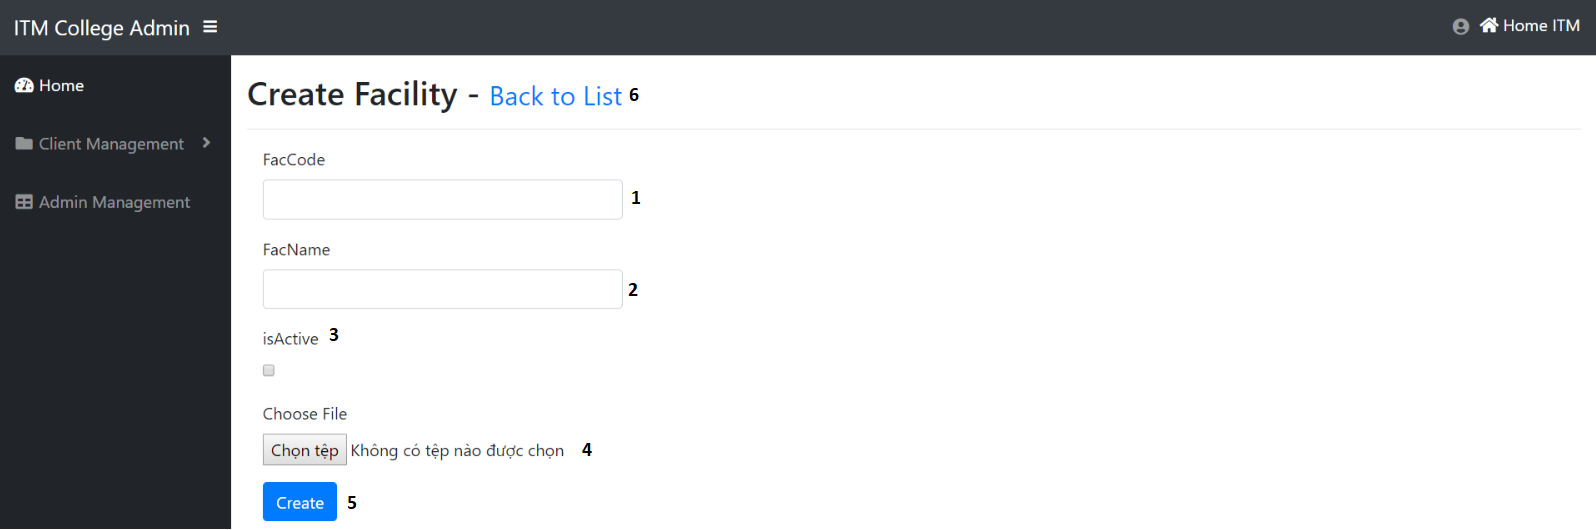 ITM College Admin
Home ITM
Home
Client Management
Admin Management
Create Facility - Back to List 6
FacCode
1
FacName
2
isActive 3
Choose File
Chọn tệp Không có tệp nào được chọn 4
Create 5